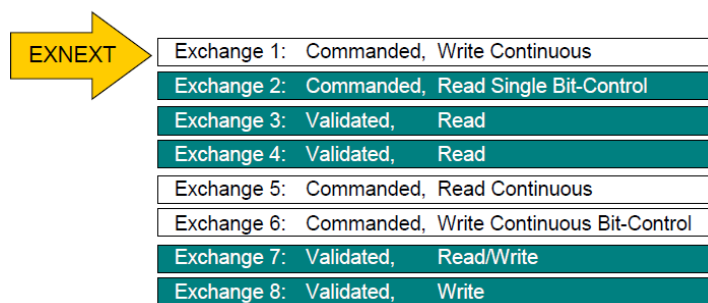 EXNEXT
Exchange 1: Commanded, Write Continuous
Exchange 2: Commanded, Read Single Bit-Control
Exchange 3: Validated, Read
Exchange 4: Validated, Read
Exchange 5: Commanded, Read Continuous
Exchange 6: Commanded, Write Continuous Bit-Control
Exchange 7: Validated, Read/Write
Exchange 8: Validated, Write